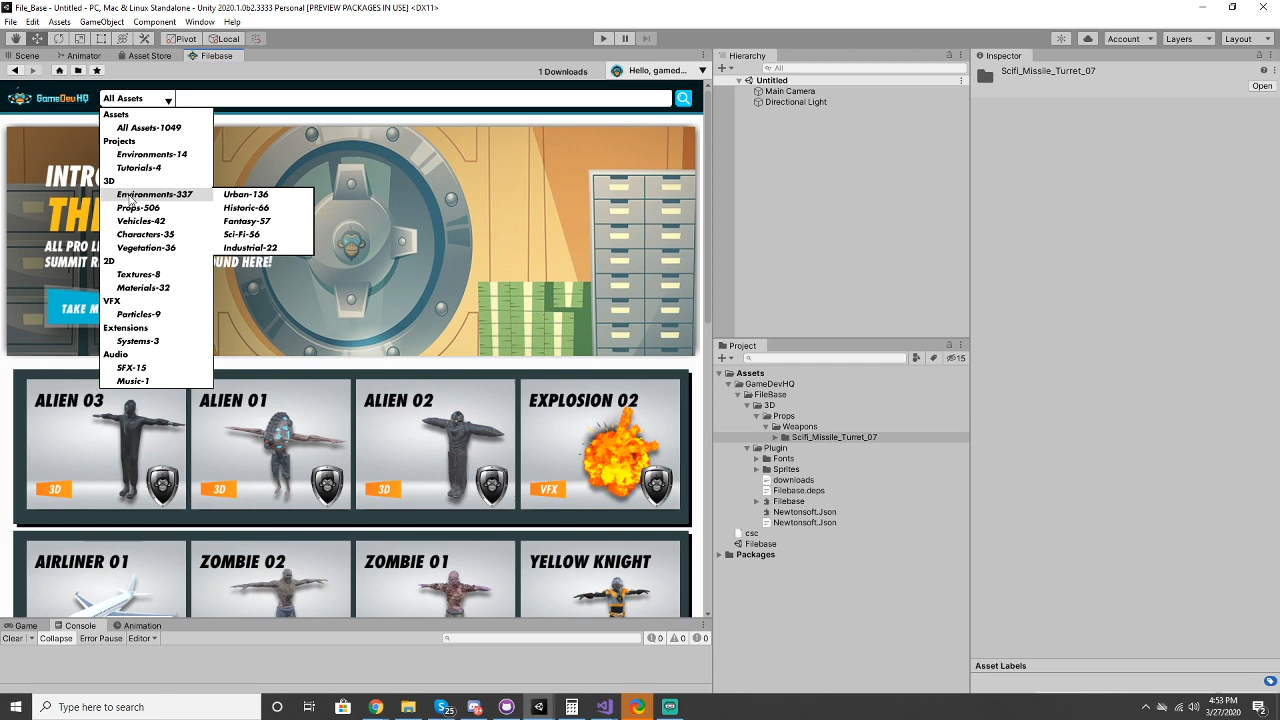 File_Base - Untitled - PC, Mac & Linux Standalone - Unity 2020.1.0b2.3333 Personal [PREVIEW PACKAGES IN USE] <DX11>
File Edit Assets GameObject Component Window Help
Pivot Local Account Layers Layout
Scene Animator Asset Store Filebase
1 Downloads Hello, gamed...
GameDevHQ All Assets
Assets
All Assets-1049
Projects
Environments-14
Tutorials-4
3D
Environments-337
Props-506
Vehicles-42
Characters-35
Vegetation-36
2D
Textures-8
Materials-32
VFX
Particles-9
Extensions
Systems-3
Audio
SFX-15
Music-1
Urban-136
Historic-66
Fantasy-57
Sci-Fi-56
Industrial-22
INTR
TH
ALL PRO L
SUMMIT R OUND HERE!
TAKE M
ALIEN 03
3D
ALIEN 01
3D
ALIEN 02
3D
EXPLOSION 02
VFX
AIRLINER 01
ZOMBIE 02
ZOMBIE 01
YELLOW KNIGHT
Game Console Animation
Clear Collapse Error Pause Editor 0 0 0
Hierarchy
All
Untitled
Main Camera
Directional Light
Project
15
Assets
GameDevHQ
FileBase
3D
Props
Weapons
Scifi_Missile_Turret_07
Plugin
Fonts
Sprites
downloads
Filebase.deps
Filebase
Newtonsoft.Json
Newtonsoft.Json
csc
Filebase
Packages
Inspector
Scifi_Missile_Turret_07
Open
Asset Labels
Type here to search
25
4:53 PM
3/27/2020
2